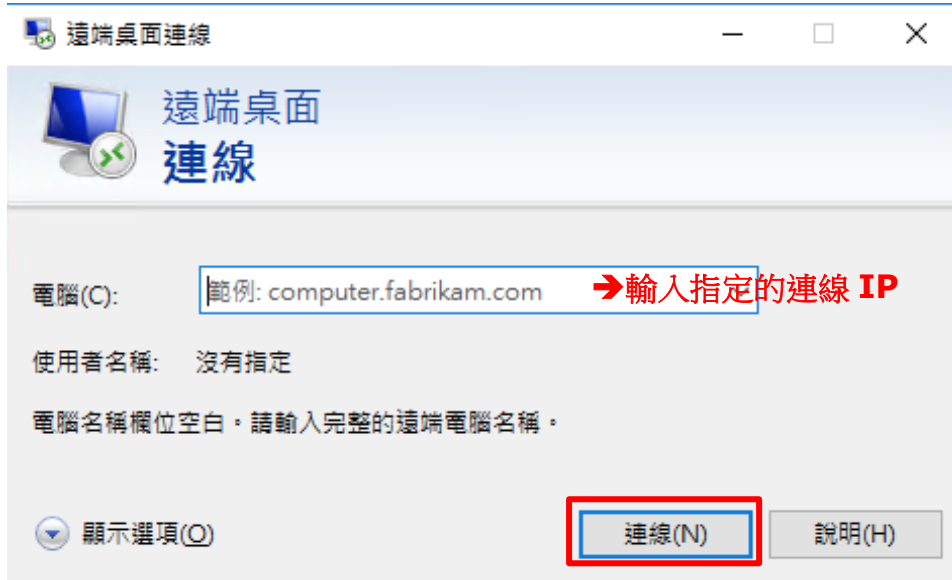 遠端桌面連線
遠端桌面
連線
電腦(C): 範例: computer.fabrikam.com ➔輸入指定的連線 IP
使用者名稱: 沒有指定
電腦名稱欄位空白。請輸入完整的遠端電腦名稱。
顯示選項(O) 連線(N) 說明(H)